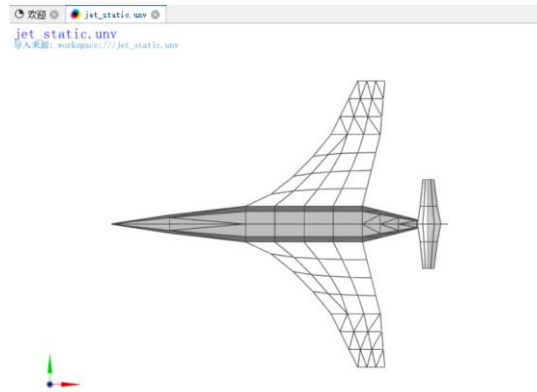 欢迎 jet_static.unv
jet_static.unv
导入来源: workspace:///jet_static.unv